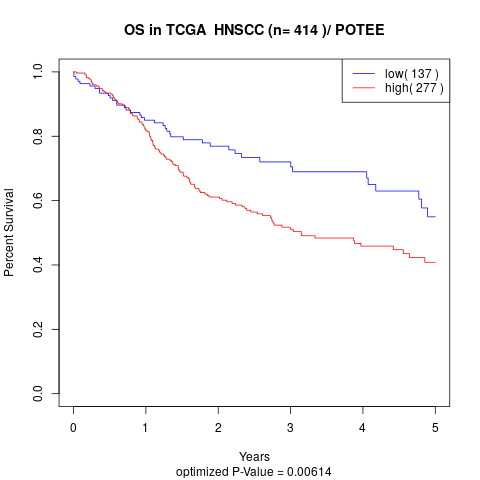 OS in TCGA HNSCC (n= 414 )/ POTEE
low( 137 )
high( 277 )
Percent Survival
1.0
0.8
0.6
0.4
0.2
0.0
0 1 2 3 4 5
Years
optimized P-Value = 0.00614